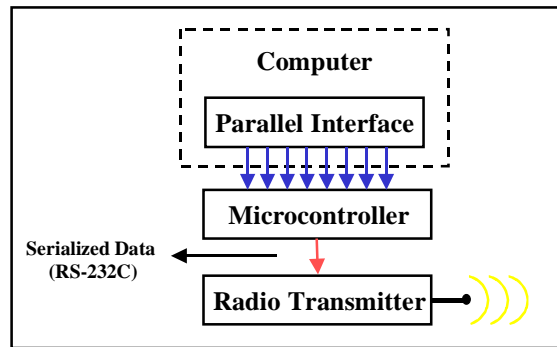 Computer
Parallel Interface
Microcontroller
Serialized Data
(RS-232C)
Radio Transmitter